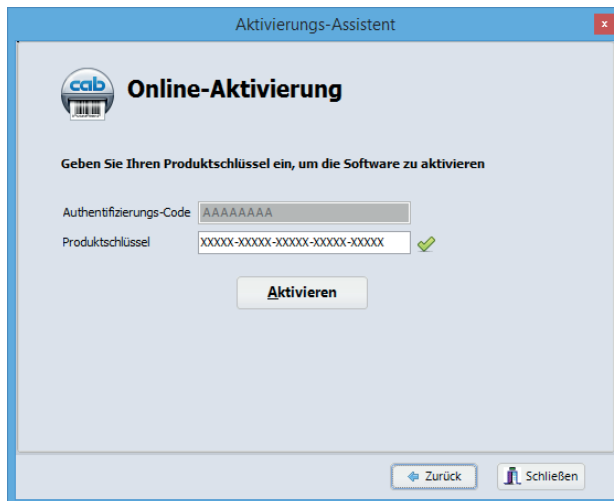 Aktivierungs-Assistent
x
cab
Online-Aktivierung
Geben Sie Ihren Produktschlüssel ein, um die Software zu aktivieren
Authentifizierungs-Code AAAAAAAA
Produktschlüssel XXXXX-XXXXX-XXXXX-XXXXX-XXXXX
Aktivieren
Zurück Schließen